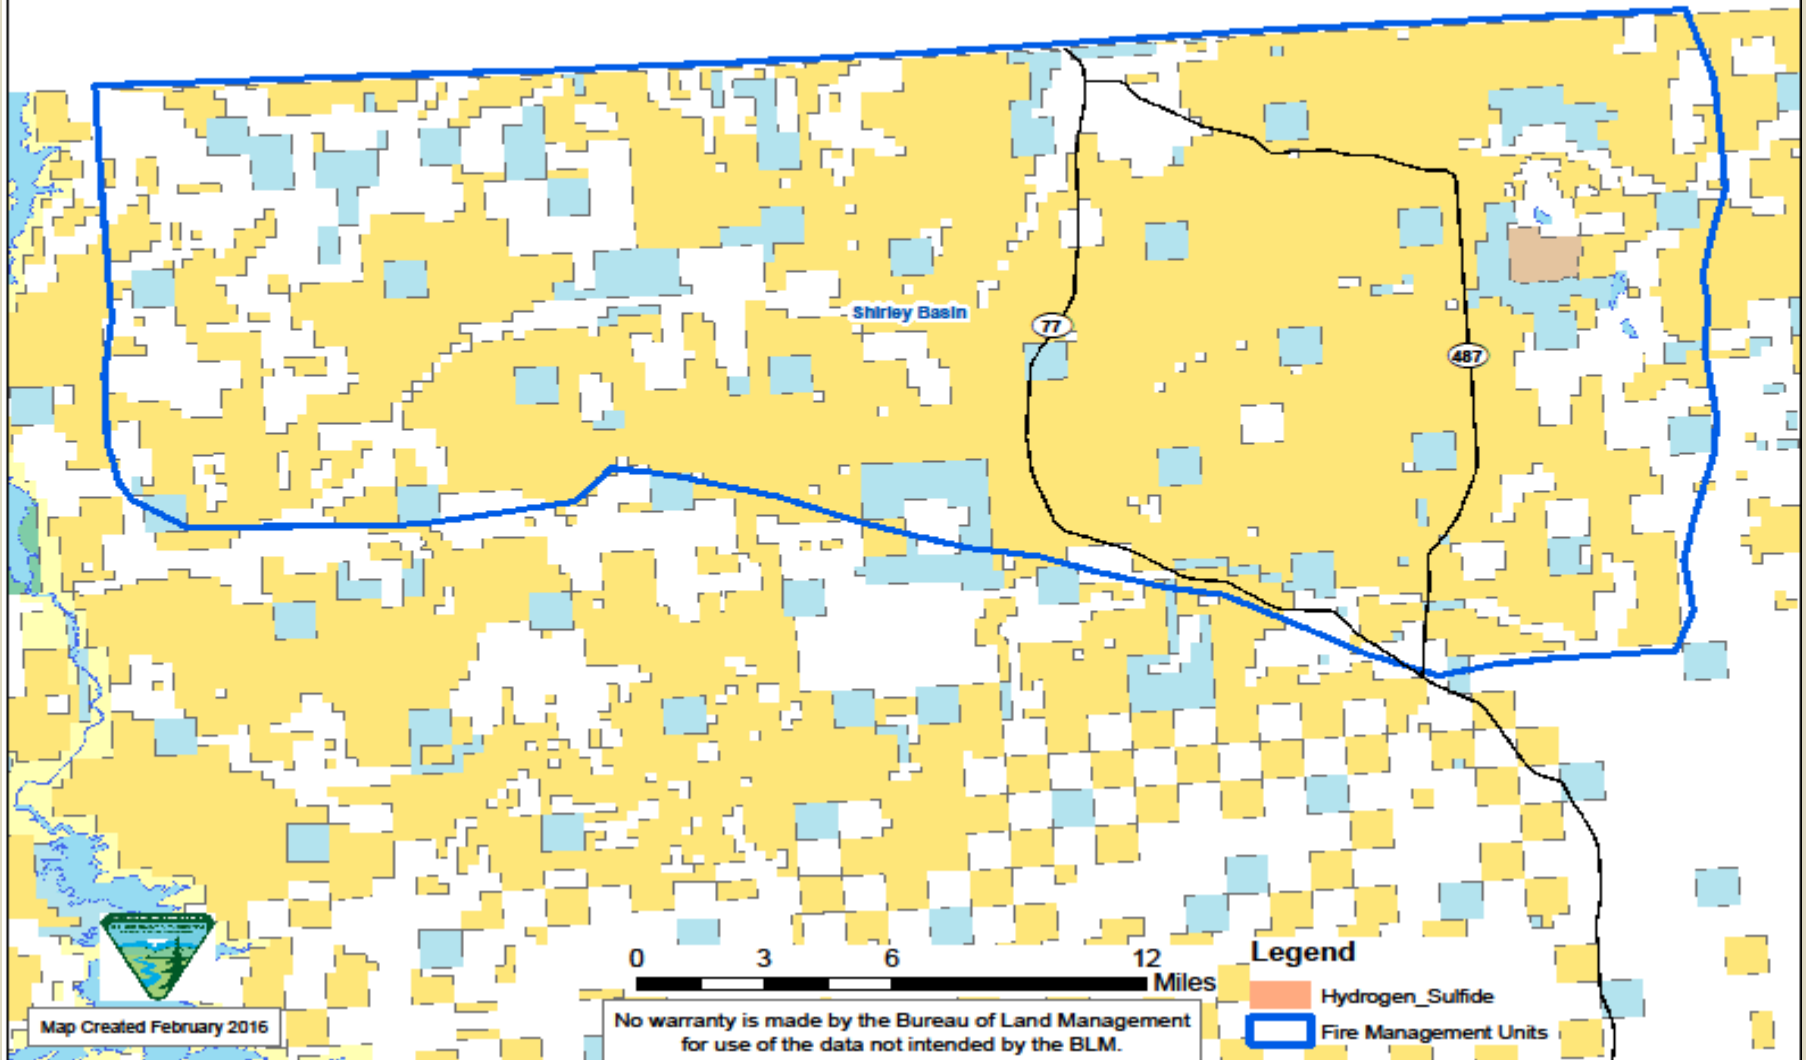 Shirley Basin
77
487
0 3 6 12
Miles
Legend
Hydrogen_Sulfide
Fire Management Units
Map Created February 2016
No warranty is made by the Bureau of Land Management
for use of the data not intended by the BLM.